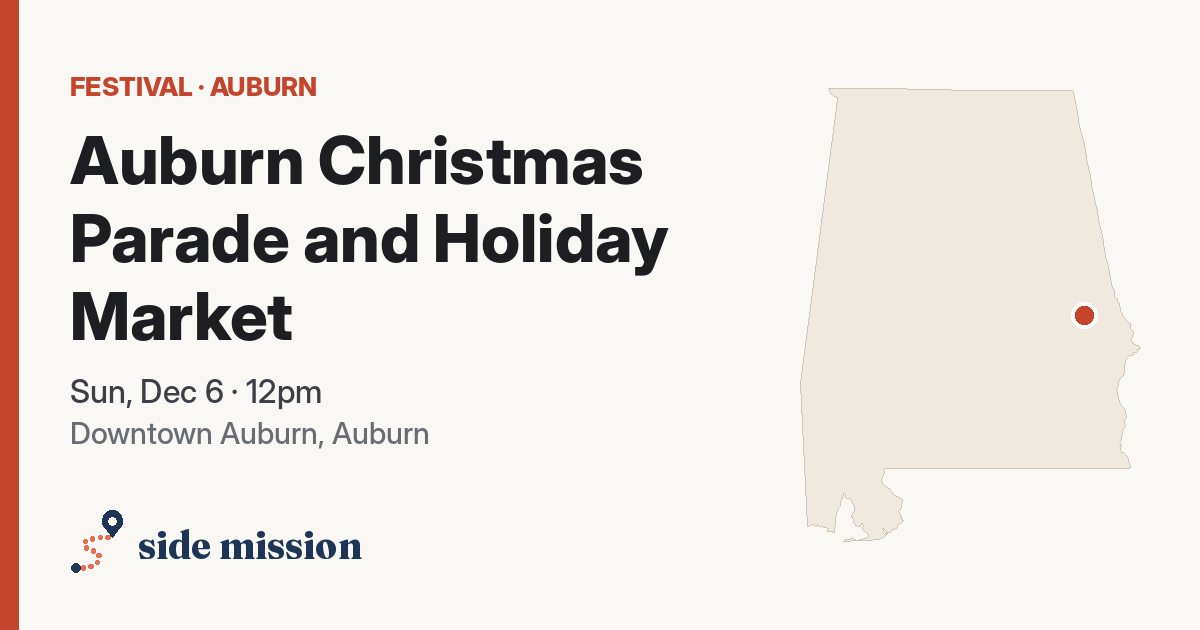 FESTIVAL · AUBURN
Auburn Christmas
Parade and Holiday
Market
Sun, Dec 6 · 12pm
Downtown Auburn, Auburn
side mission